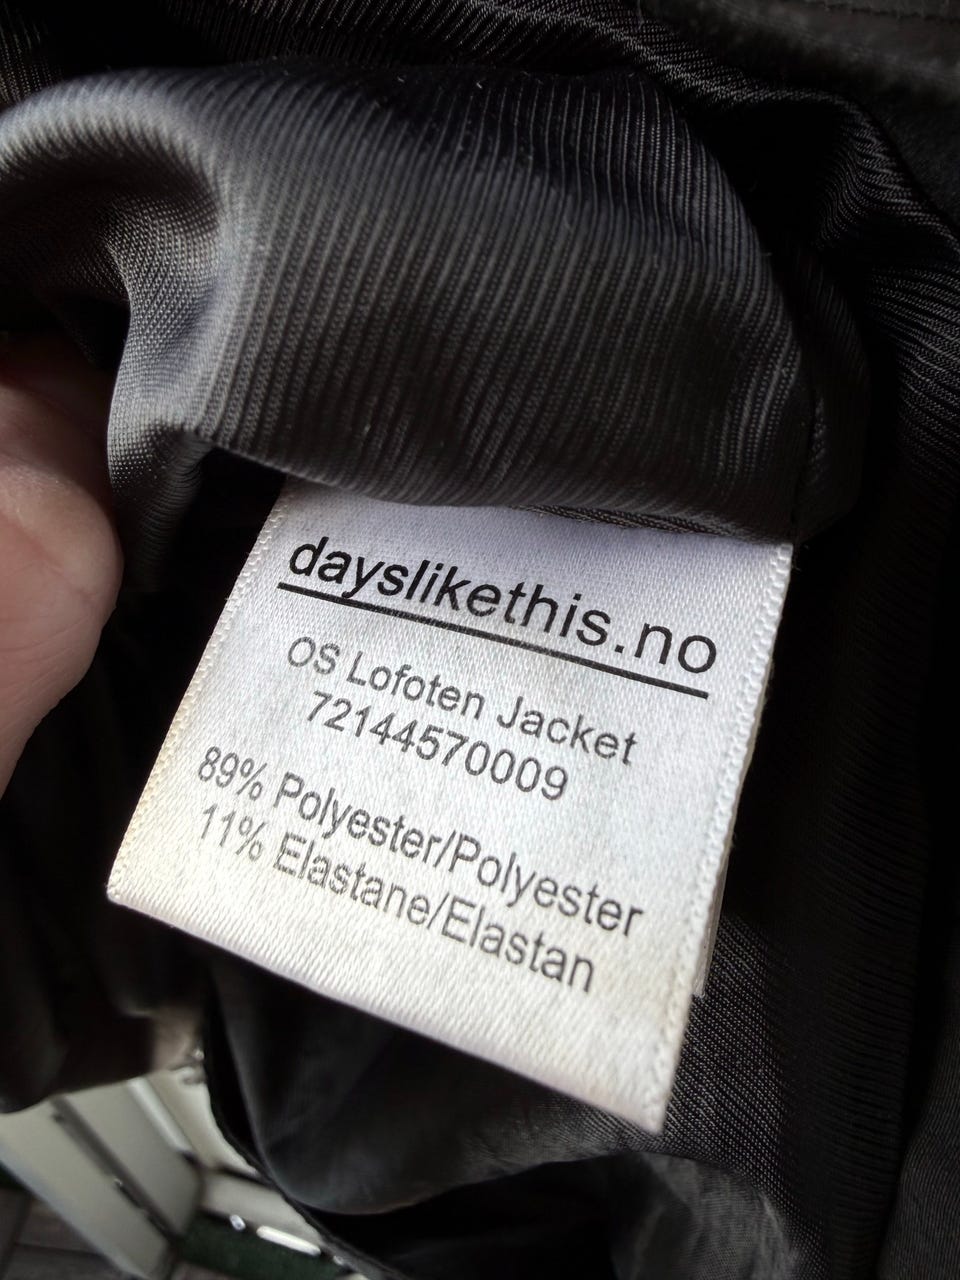 dayslikethis.no
OS Lofoten Jacket
72144570009
89% Polyester/Polyester
11% Elastane/Elastan